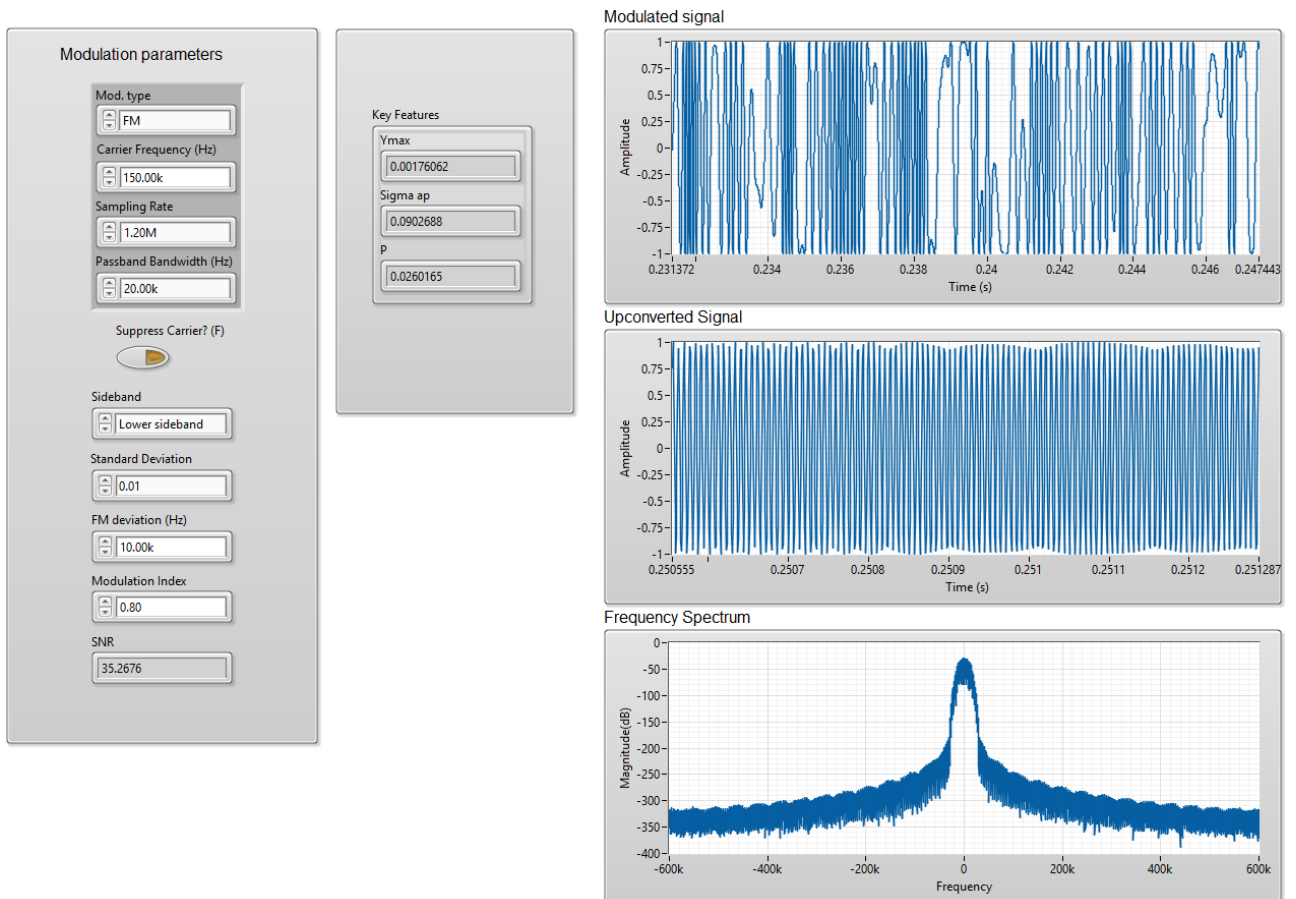 Modulation parameters
Mod. type
FM
Carrier Frequency (Hz)
150.00k
Sampling Rate
1.20M
Passband Bandwidth (Hz)
20.00k
Suppress Carrier? (F)
Sideband
Lower sideband
Standard Deviation
0.01
FM deviation (Hz)
10.00k
Modulation Index
0.80
SNR
35.2676
Key Features
Ymax
0.00176062
Sigma ap
0.0902688
P
0.0260165
Modulated signal
Amplitude
1
0.75
0.5
0.25
0
-0.25
-0.5
-0.75
-1
0.231372 0.234 0.236 0.238 0.24 0.242 0.244 0.246 0.247443
Time (s)
Upconverted Signal
Amplitude
1
0.75
0.5
0.25
0
-0.25
-0.5
-0.75
-1
0.250555 0.2507 0.2508 0.2509 0.251 0.2511 0.2512 0.251287
Time (s)
Frequency Spectrum
Magnitude(dB)
0
-50
-100
-150
-200
-250
-300
-350
-400
-600k -400k -200k 0 200k 400k 600k
Frequency